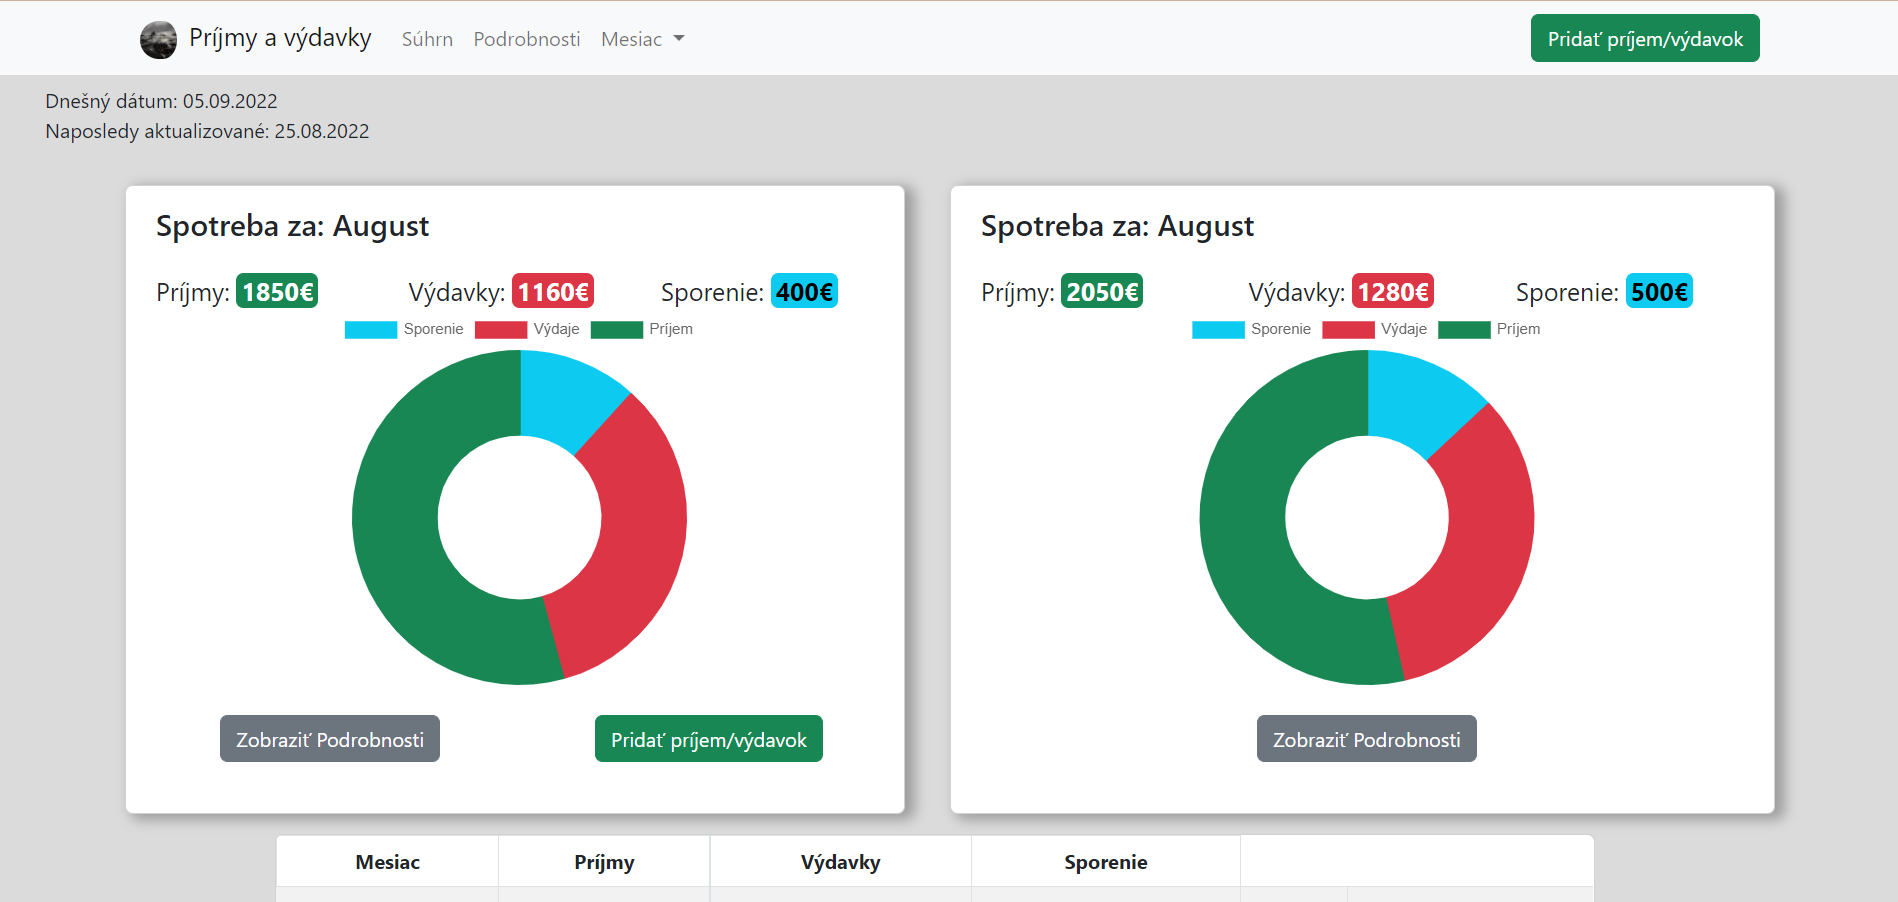 Príjmy a výdavky Súhrn Podrobnosti Mesiac Pridať príjem/výdavok
Dnešný dátum: 05.09.2022
Naposledy aktualizované: 25.08.2022
Spotreba za: August
Príjmy: 1850€ Výdavky: 1160€ Sporenie: 400€
Sporenie Výdaje Príjem
Zobraziť Podrobnosti Pridať príjem/výdavok
Spotreba za: August
Príjmy: 2050€ Výdavky: 1280€ Sporenie: 500€
Sporenie Výdaje Príjem
Zobraziť Podrobnosti
Mesiac Príjmy Výdavky Sporenie